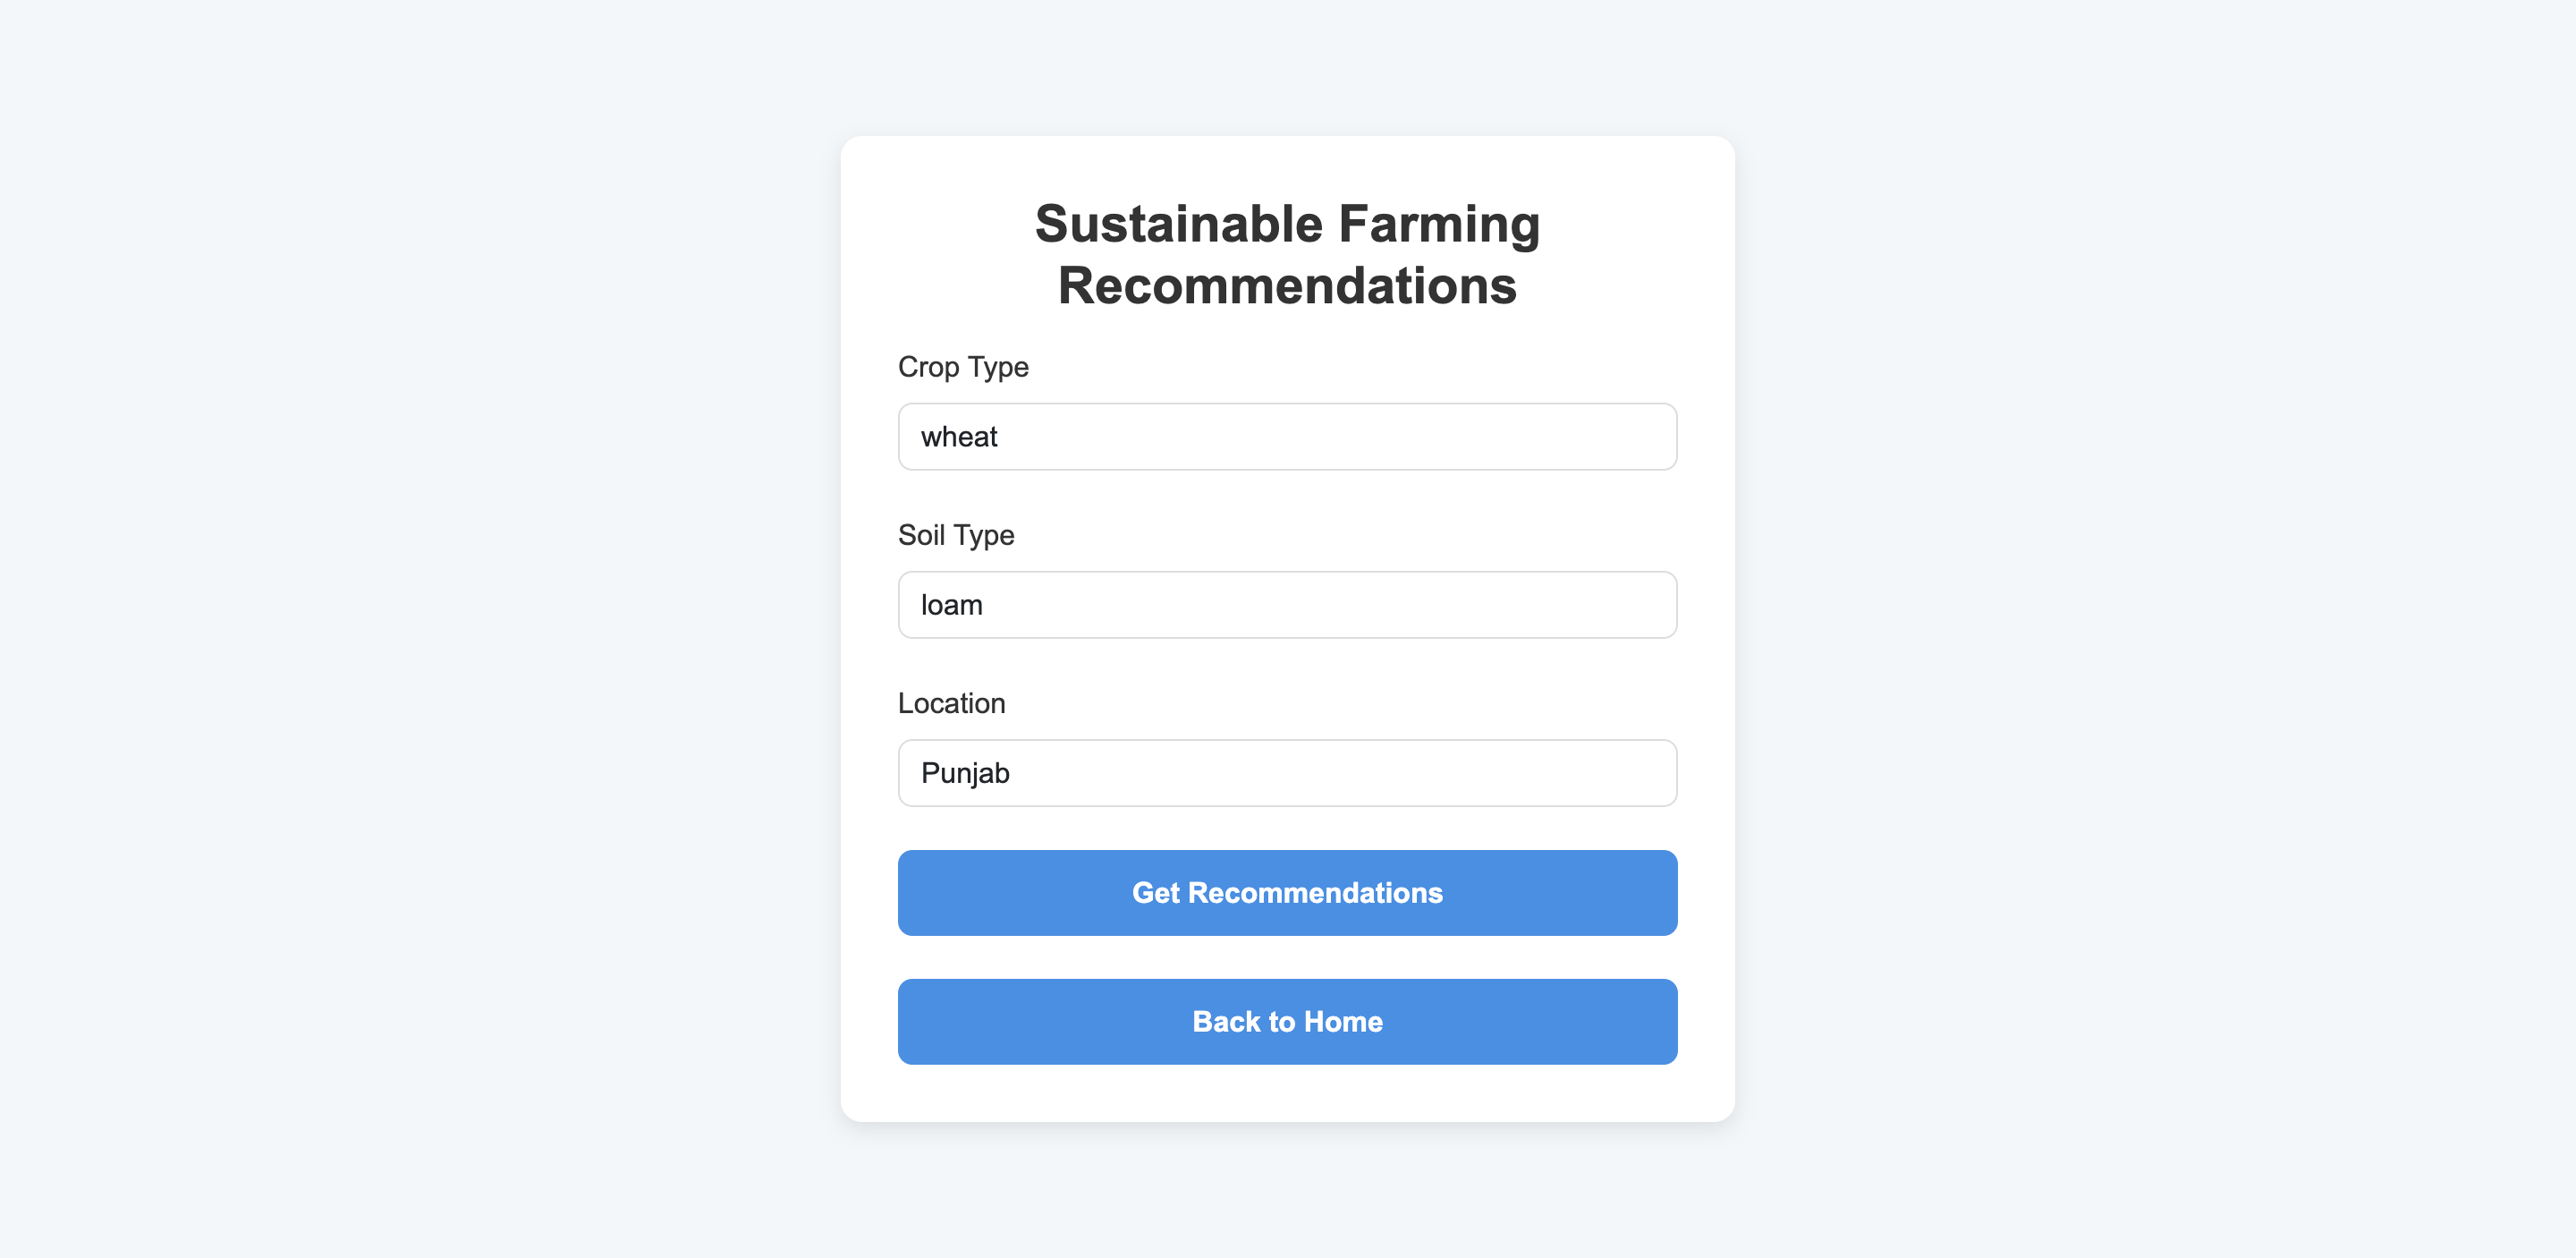 Sustainable Farming
Recommendations
Crop Type
wheat
Soil Type
loam
Location
Punjab
Get Recommendations
Back to Home